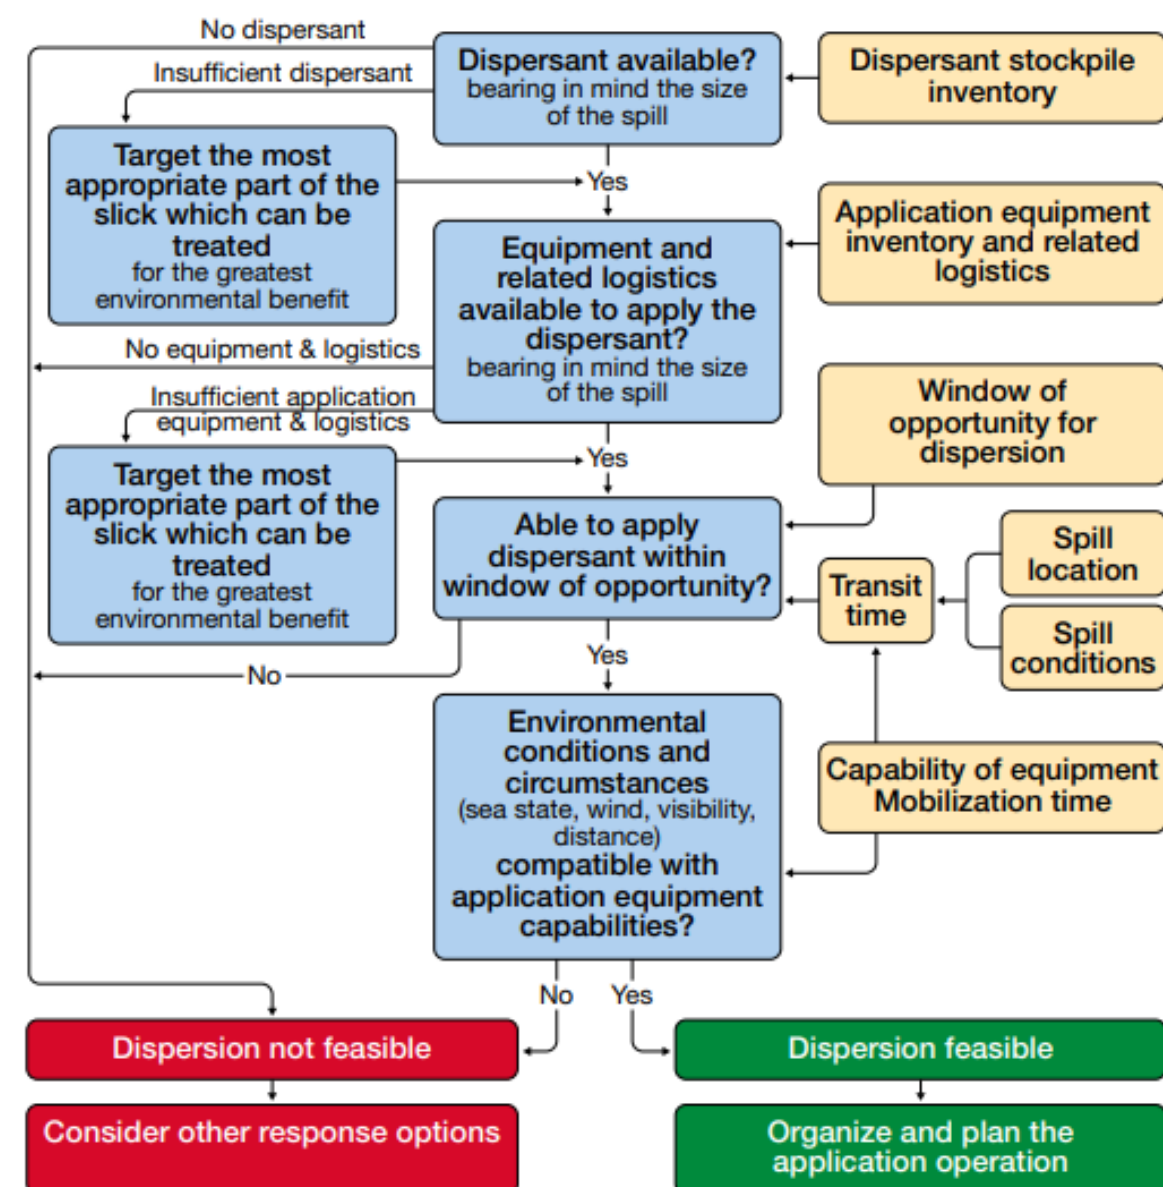 No dispersant
Insufficient dispersant
Dispersant available?
bearing in mind the size
of the spill
Dispersant stockpile
inventory
Target the most
appropriate part of the
slick which can be
treated
for the greatest
environmental benefit
Yes
Equipment and
related logistics
available to apply the
dispersant?
bearing in mind the size
of the spill
Application equipment
inventory and related
logistics
No equipment & logistics
Insufficient application
equipment & logistics
Window of
opportunity for
dispersion
Target the most
appropriate part of the
slick which can be
treated
for the greatest
environmental benefit
Yes
Able to apply
dispersant within
window of opportunity?
Transit
time
Spill
location
Spill
conditions
No
Yes
Environmental
conditions and
circumstances
(sea state, wind, visibility,
distance)
compatible with
application equipment
capabilities?
Capability of equipment
Mobilization time
No
Yes
Dispersion not feasible
Dispersion feasible
Consider other response options
Organize and plan the
application operation